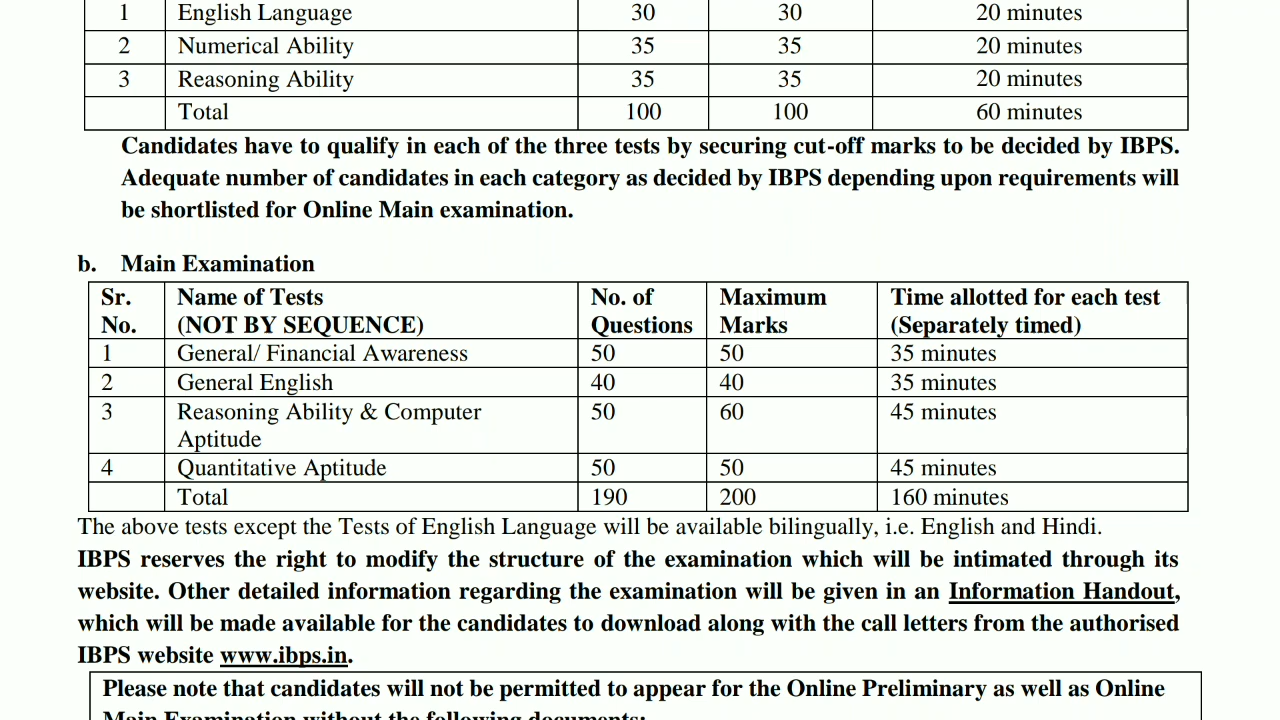 1 English Language 30 30 20 minutes
2 Numerical Ability 35 35 20 minutes
3 Reasoning Ability 35 35 20 minutes
Total 100 100 60 minutes
Candidates have to qualify in each of the three tests by securing cut-off marks to be decided by IBPS.
Adequate number of candidates in each category as decided by IBPS depending upon requirements will
be shortlisted for Online Main examination.
b. Main Examination
Sr. Name of Tests No. of Maximum Time allotted for each test
No. (NOT BY SEQUENCE) Questions Marks (Separately timed)
1 General/ Financial Awareness 50 50 35 minutes
2 General English 40 40 35 minutes
3 Reasoning Ability & Computer 50 60 45 minutes
Aptitude
4 Quantitative Aptitude 50 50 45 minutes
Total 190 200 160 minutes
The above tests except the Tests of English Language will be available bilingually, i.e. English and Hindi.
IBPS reserves the right to modify the structure of the examination which will be intimated through its
website. Other detailed information regarding the examination will be given in an Information Handout,
which will be made available for the candidates to download along with the call letters from the authorised
IBPS website www.ibps.in.
Please note that candidates will not be permitted to appear for the Online Preliminary as well as Online
Main Examination without the following documents: